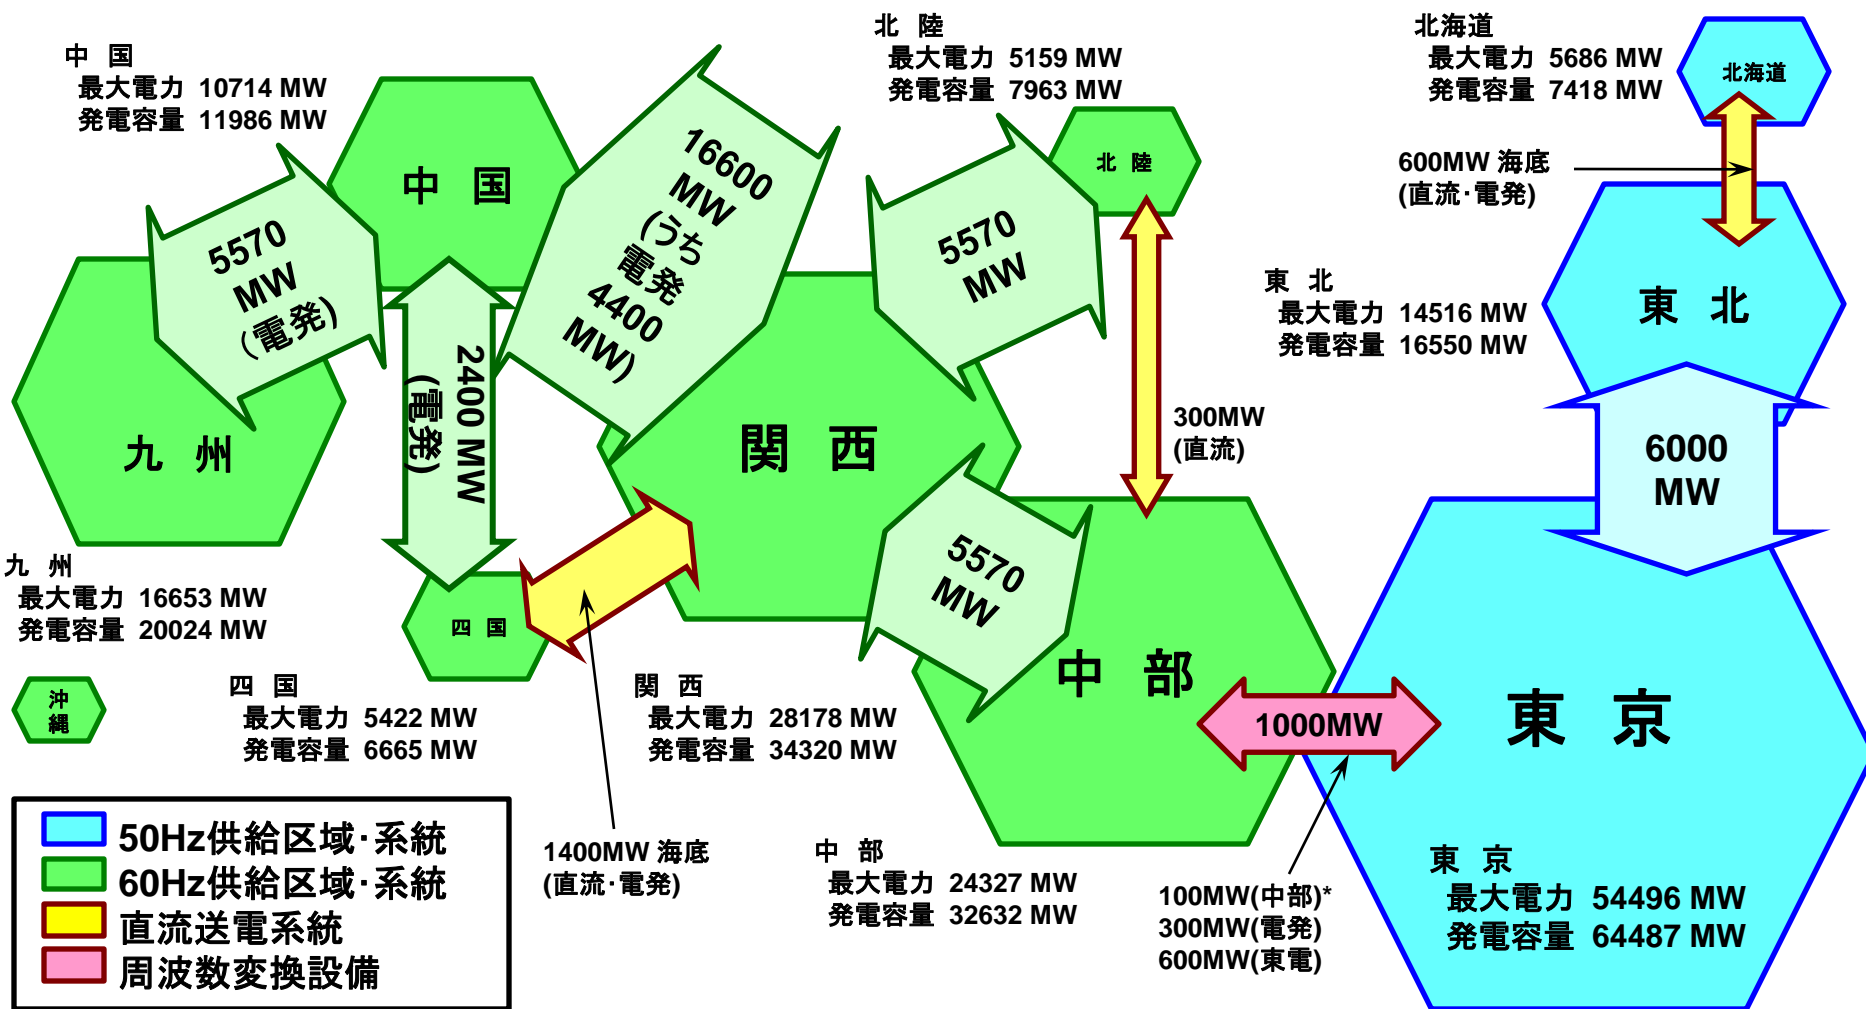 中 国
最大電力 10714 MW
発電容量 11986 MW
北 陸
最大電力 5159 MW
発電容量 7963 MW
北海道
最大電力 5686 MW
発電容量 7418 MW
北海道
中 国
16600
MW
(うち
電発
4400
MW)
北 陸
600MW 海底
(直流・電発)
5570
MW
(電発)
5570
MW
東 北
最大電力 14516 MW
発電容量 16550 MW
東 北
2400 MW
(電発)
九 州
関 西
300MW
(直流)
6000
MW
九 州
最大電力 16653 MW
発電容量 20024 MW
四 国
5570
MW
中 部
沖
縄
四 国
最大電力 5422 MW
発電容量 6665 MW
関 西
最大電力 28178 MW
発電容量 34320 MW
1000MW
東 京
50Hz供給区域・系統
60Hz供給区域・系統
直流送電系統
周波数変換設備
1400MW 海底
(直流・電発)
中 部
最大電力 24327 MW
発電容量 32632 MW
100MW(中部)*
300MW(電発)
600MW(東電)
東 京
最大電力 54496 MW
発電容量 64487 MW